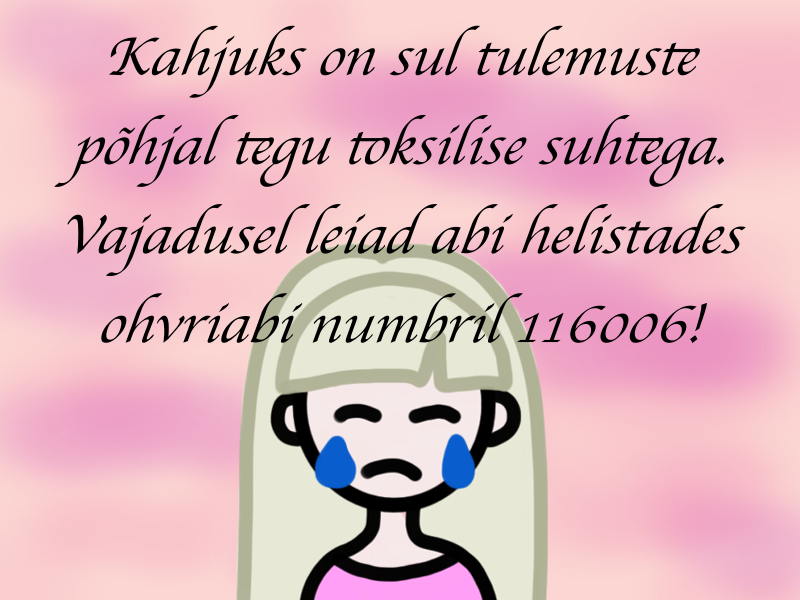 Kahjuks on sul tulemuste
põhjal tegu toksilise suhtega.
Vajadusel leiad abi helistades
ohvriabi numbril 116006!